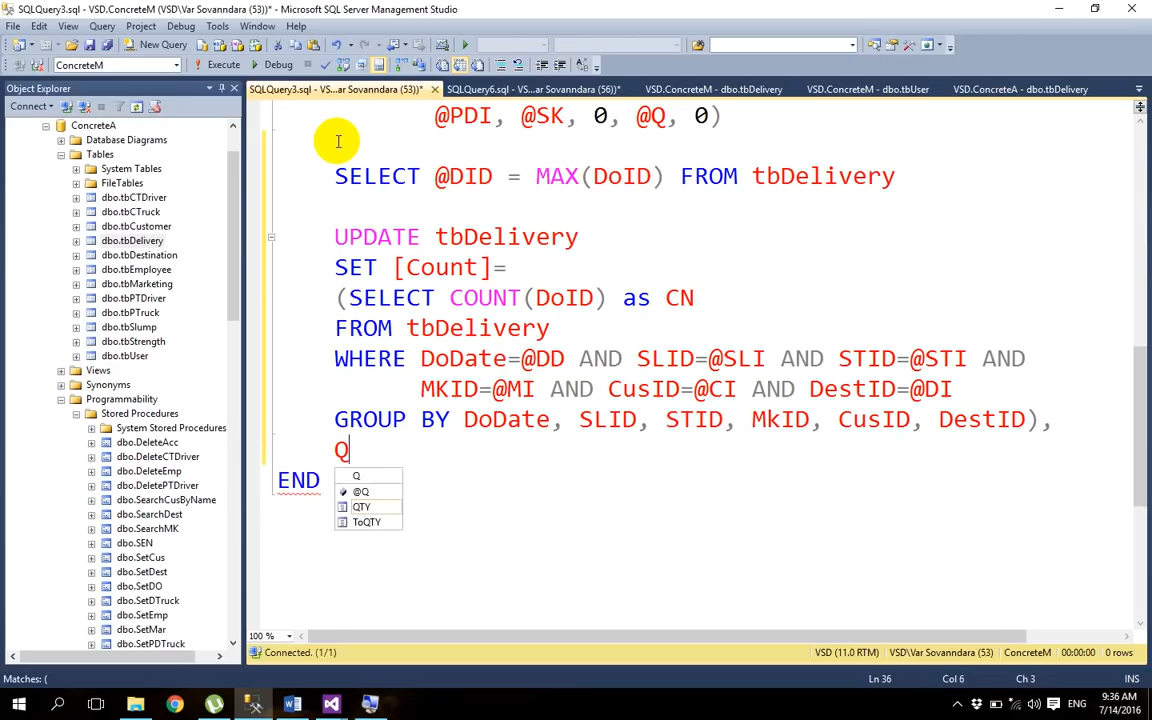 SQLQuery3.sql - VSD.ConcreteM (VSD\Var Sovanndara (53))* - Microsoft SQL Server Management Studio
File Edit View Query Project Debug Tools Window Help
New Query
ConcreteM Execute Debug
Object Explorer
SQLQuery3.sql - VS...ar Sovanndara (53))* SQLQuery6.sql - VS...ar Sovanndara (56))* VSD.ConcreteM - dbo.tbDelivery VSD.ConcreteM - dbo.tbUser VSD.ConcreteA - dbo.tbDelivery
Connect
ConcreteA
Database Diagrams
Tables
System Tables
FileTables
dbo.tbCTDriver
dbo.tbCTruck
dbo.tbCustomer
dbo.tbDelivery
dbo.tbDestination
dbo.tbEmployee
dbo.tbMarketing
dbo.tbPTDriver
dbo.tbPTruck
dbo.tbSlump
dbo.tbStrength
dbo.tbUser
Views
Synonyms
Programmability
Stored Procedures
System Stored Procedures
dbo.DeleteAcc
dbo.DeleteCTDriver
dbo.DeleteEmp
dbo.DeletePTDriver
dbo.SearchCusByName
dbo.SearchDest
dbo.SearchMK
dbo.SEN
dbo.SetCus
dbo.SetDest
dbo.SetDO
dbo.SetDTruck
dbo.SetEmp
dbo.SetMar
dbo.SetPDTruck
@PDI, @SK, 0, @Q, 0)
SELECT @DID = MAX(DoID) FROM tbDelivery
UPDATE tbDelivery
SET [Count]=
(SELECT COUNT(DoID) as CN
FROM tbDelivery
WHERE DoDate=@DD AND SLID=@SLI AND STID=@STI AND
MKID=@MI AND CusID=@CI AND DestID=@DI
GROUP BY DoDate, SLID, STID, MkID, CusID, DestID),
Q
END
Q
@Q
QTY
ToQTY
100 %
Connected. (1/1) VSD (11.0 RTM) VSD\Var Sovanndara (53) ConcreteM 00:00:00 0 rows
Matches: ( Ln 36 Col 6 Ch 3 INS
ENG 9:36 AM
7/14/2016